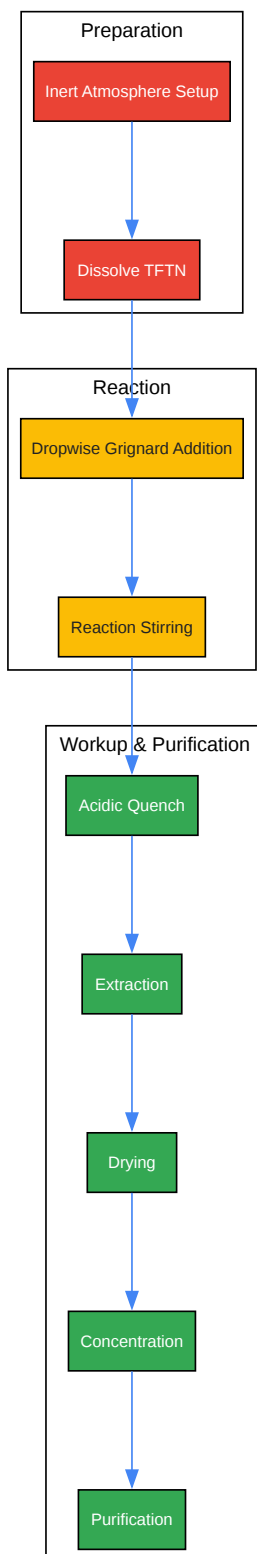 Preparation
Inert Atmosphere Setup
Dissolve TFTN
Reaction
Dropwise Grignard Addition
Reaction Stirring
Workup & Purification
Acidic Quench
Extraction
Drying
Concentration
Purification